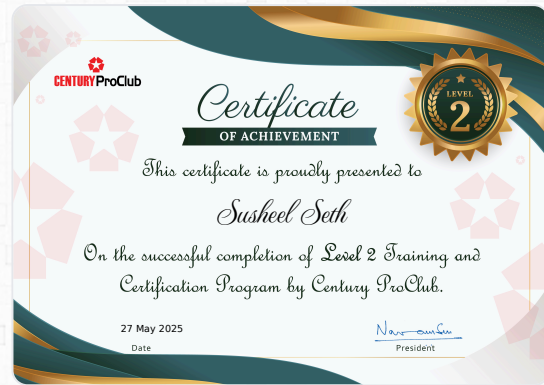 CENTURY ProClub
LEVEL
2
Certificate
OF ACHIEVEMENT
This certificate is proudly presented to
Susheel Seth
On the successful completion of Level 2 Training and
Certification Program by Century ProClub.
27 May 2025
Date
President